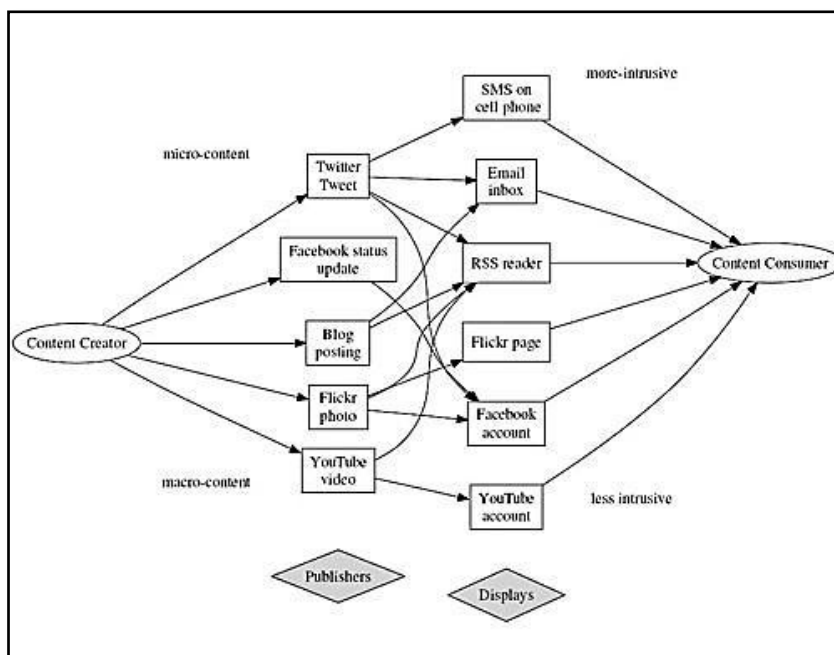 SMS on
cell phone
more-intrusive
micro-content
Twitter
Tweet
Email
inbox
Facebook status
update
RSS reader
Content Consumer
Content Creator
Blog
posting
Flickr page
Flickr
photo
Facebook
account
YouTube
video
macro-content
YouTube
account
less intrusive
Publishers
Displays